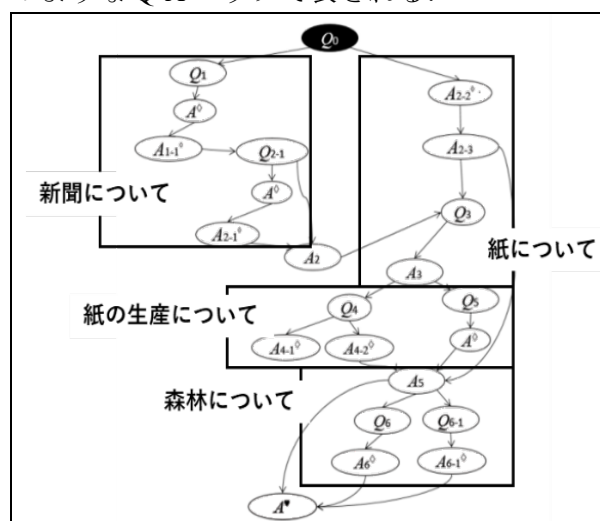 のようなQAマップで表される.
Q0
Q1
A◊
A1-1◊
Q2-1
A◊
A2-1◊
A2
新聞について
A2-2◊
A2-3
Q3
A3
紙について
紙の生産について
Q4
Q5
A4-1◊
A4-2◊
A◊
A5
森林について
Q6
Q6-1
A6◊
A6-1◊
A♥